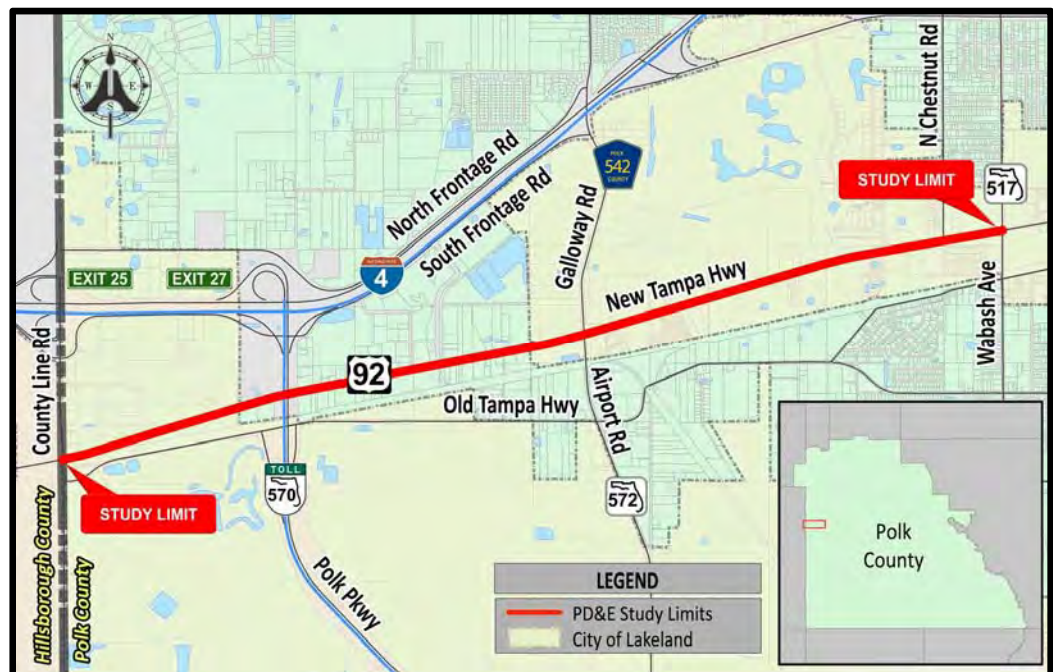 N
W
E
S
N Chestnut Rd
North Frontage Rd
POLK
542
COUNTY
STUDY LIMIT
517
South Frontage Rd
Galloway Rd
EXIT 25
EXIT 27
INTERSTATE
4
New Tampa Hwy
Wabash Ave
County Line Rd
92
Old Tampa Hwy
Airport Rd
TOLL
570
572
STUDY LIMIT
Hillsborough County
Polk County
Polk Pkwy
Polk
County
LEGEND
PD&E Study Limits
City of Lakeland